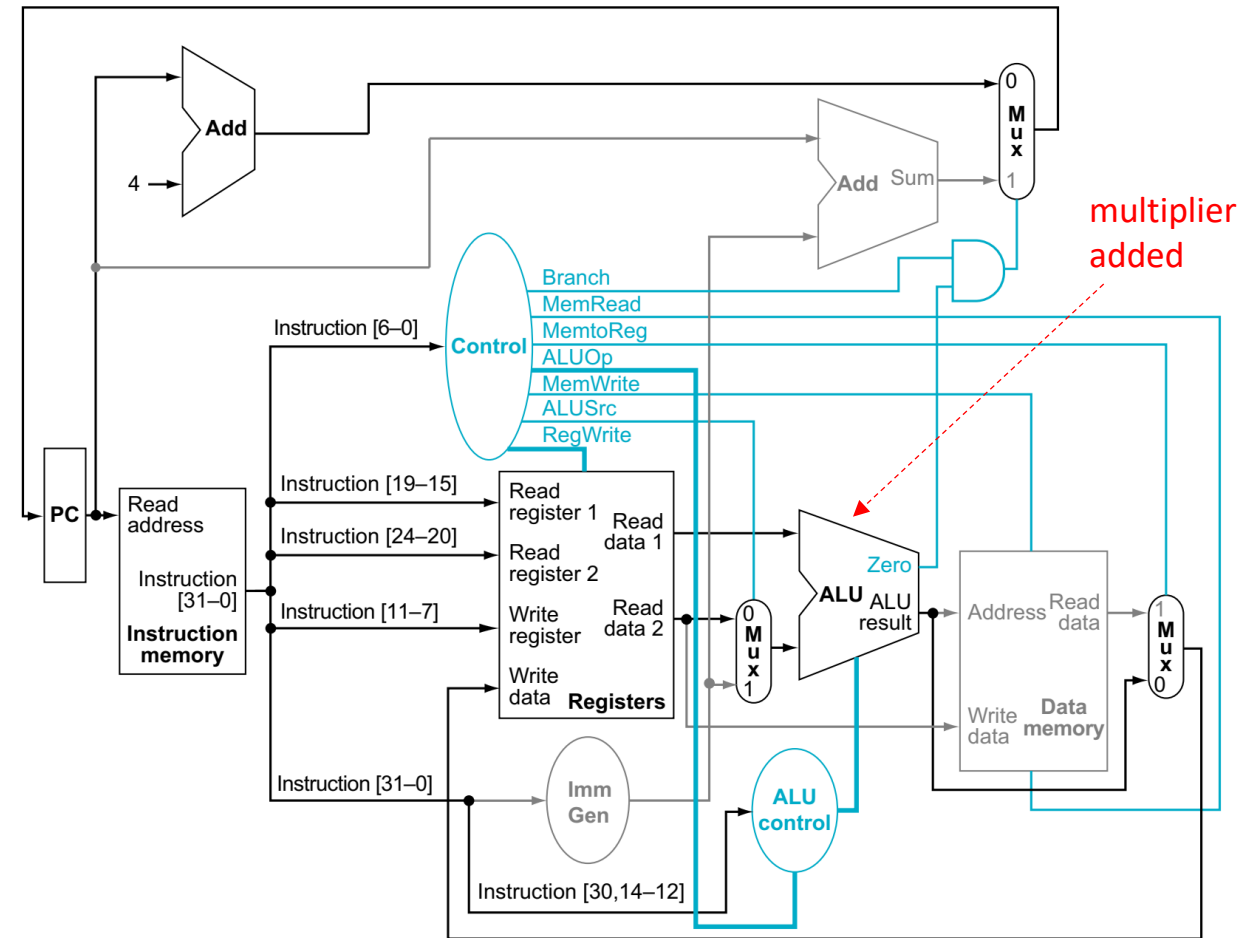 Add
4
0
M
u
x
1
Add Sum
multiplier
added
Branch
MemRead
MemtoReg
ALUOp
MemWrite
ALUSrc
RegWrite
Control
Instruction [6–0]
PC
Read
address
Instruction
[31–0]
Instruction
memory
Instruction [19–15]
Instruction [24–20]
Instruction [11–7]
Read
register 1
Read
register 2
Write
register
Write
data
Read
data 1
Read
data 2
Registers
0
M
u
x
1
Zero
ALU
ALU
result
Address
Read
data
Write
data
Data
memory
1
M
u
x
0
Instruction [31–0]
Imm
Gen
ALU
control
Instruction [30,14–12]